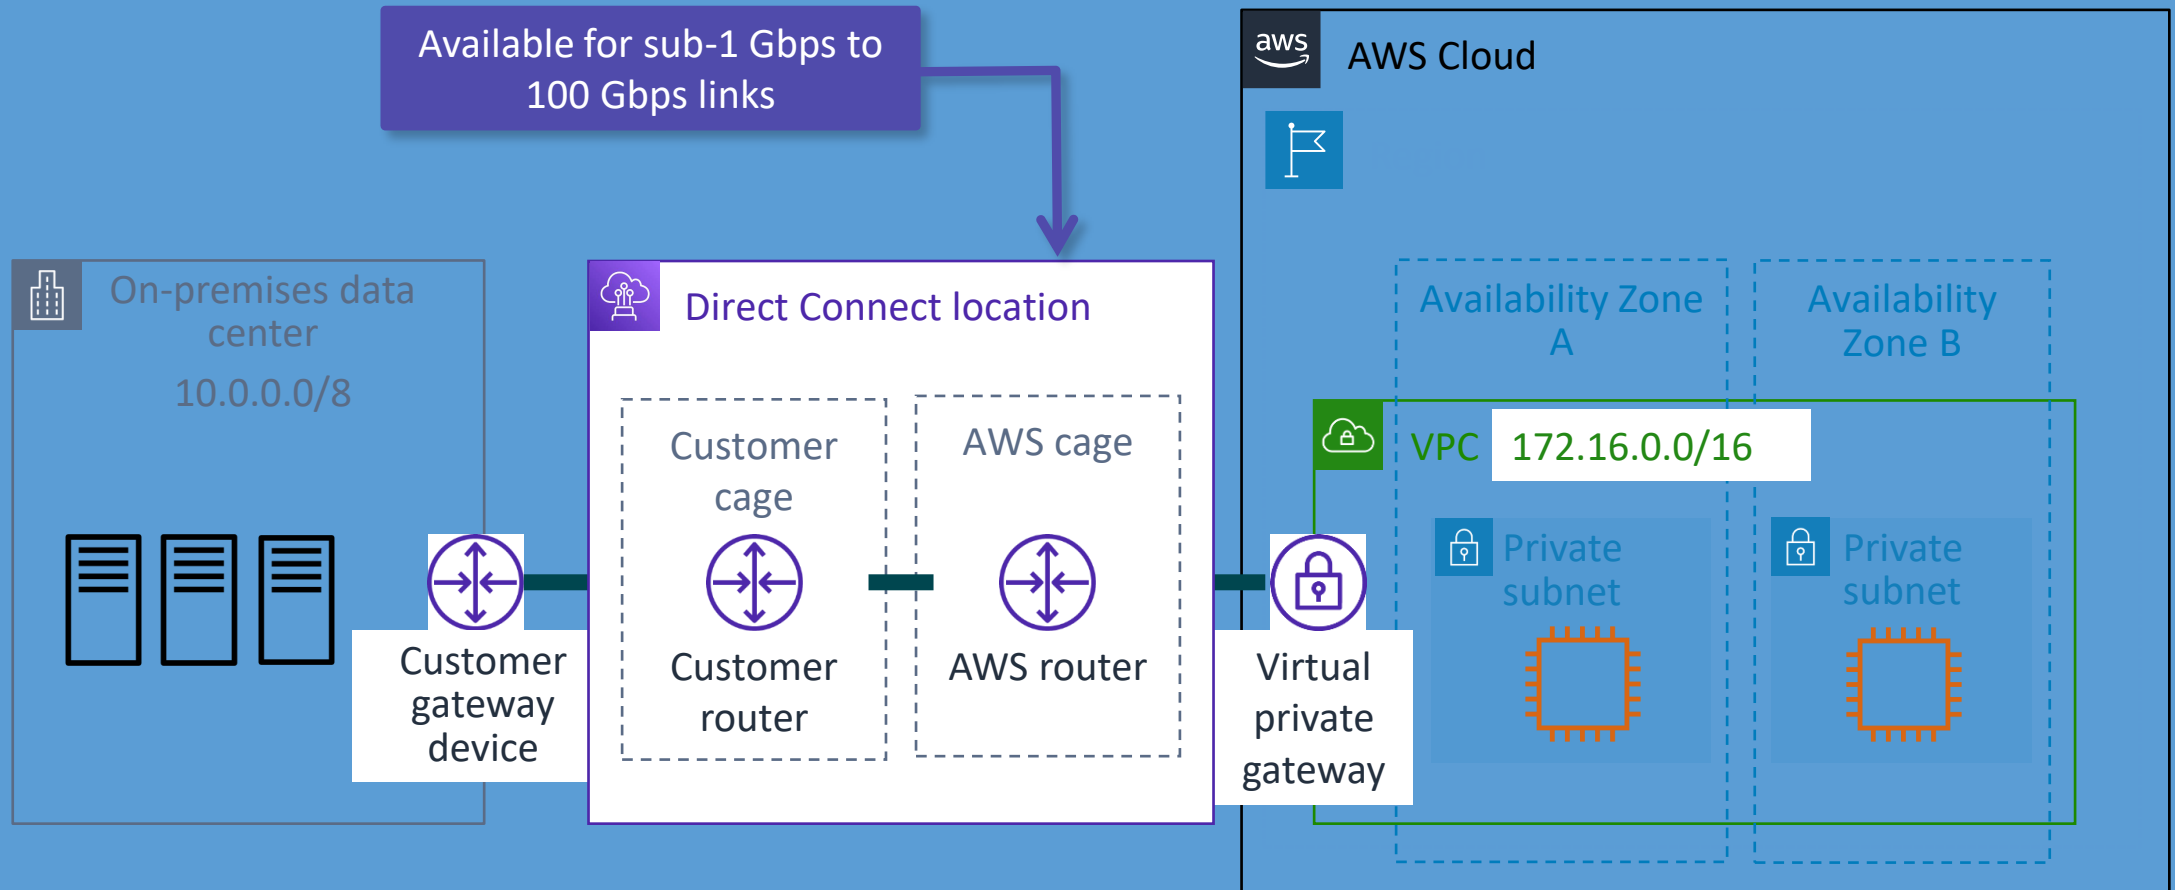 Available for sub-1 Gbps to
100 Gbps links
aws
AWS Cloud
On-premises data
center
10.0.0.0/8
Direct Connect location
Customer
cage
AWS cage
Availability Zone
A
Availability
Zone B
VPC
172.16.0.0/16
Private
subnet
Private
subnet
Customer
gateway
device
Customer
router
AWS router
Virtual
private
gateway